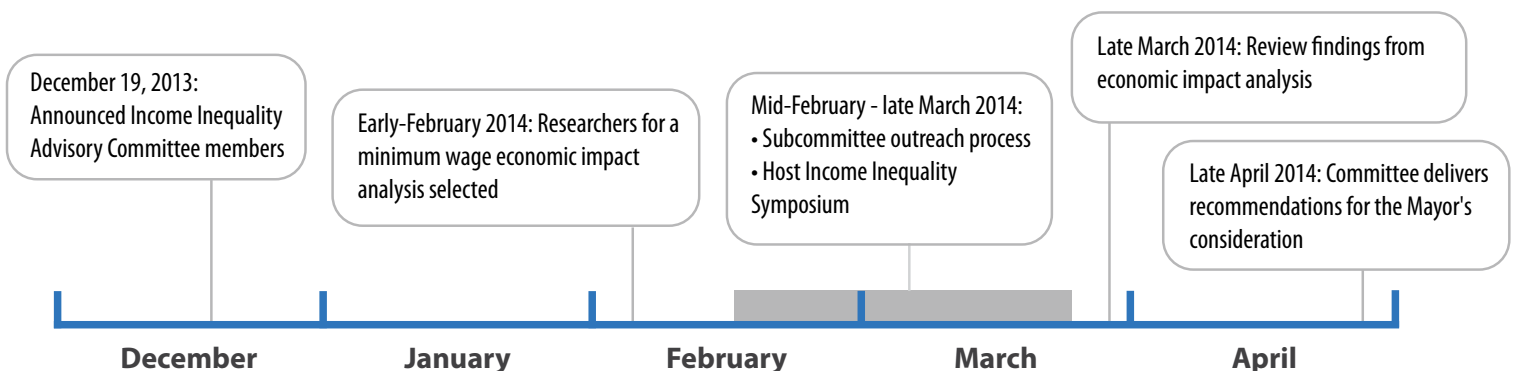 December 19, 2013:
Announced Income Inequality
Advisory Committee members
Early-February 2014: Researchers for a
minimum wage economic impact
analysis selected
Mid-February - late March 2014:
• Subcommittee outreach process
• Host Income Inequality
Symposium
Late March 2014: Review findings from
economic impact analysis
Late April 2014: Committee delivers
recommendations for the Mayor's
consideration
December
January
February
March
April